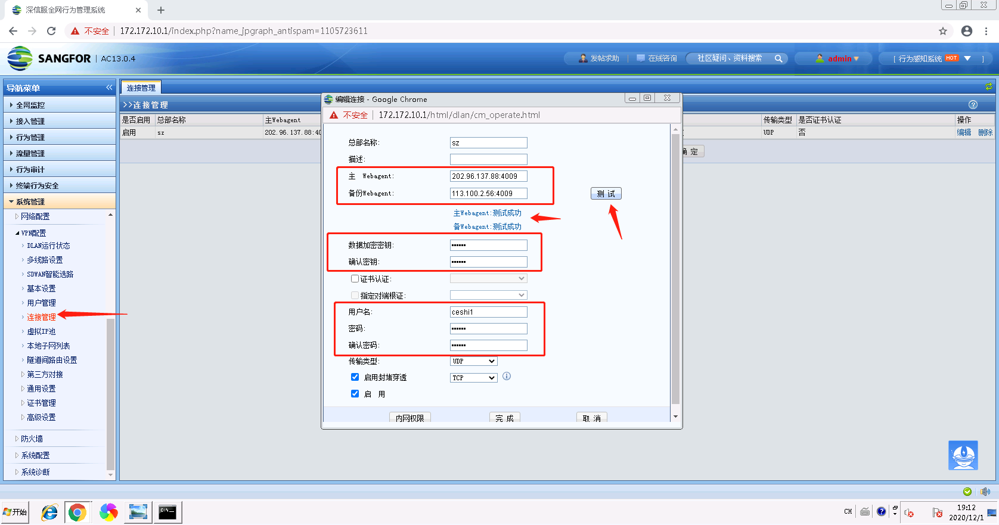 深信服全网行为管理系统
不安全 172.172.10.1/index.php?name_jpgraph_antispam=1105723611
SANGFOR AC13.0.4
发帖求助
在线咨询
社区疑问、资料搜索
admin
[ 行为感知系统 HOT ]
导航菜单
全网监控
接入管理
行为管理
流量管理
行为审计
终端行为安全
系统管理
网络配置
VPN配置
DLAN运行状态
多线路设置
SDWAN智能选路
基本设置
用户管理
连接管理
虚拟IP池
本地子网列表
隧道间路由设置
第三方对接
通用设置
证书管理
高级设置
防火墙
系统配置
系统诊断
连接管理
>>连接管理
是否启用 总部名称 主Webagent 传输类型 是否证书认证 操作
启用 sz 202.96.137.88:40 UDP 否 编辑 删除
确 定
编辑连接 - Google Chrome
不安全 172.172.10.1/html/dlan/cm_operate.html
总部名称: sz
描述:
主 Webagent: 202.96.137.88:4009
备份Webagent: 113.100.2.56:4009
测 试
主Webagent:测试成功
备Webagent:测试成功
数据加密密钥: ••••••
确认密钥: ••••••
证书认证:
指定对端根证:
用户名: ceshi1
密码: ••••••
确认密码: ••••••
传输类型: UDP
启用封堵穿透 TCP
启 用
内网权限 完 成 取 消
开始
C:\_
CH
19:12
2020/12/1